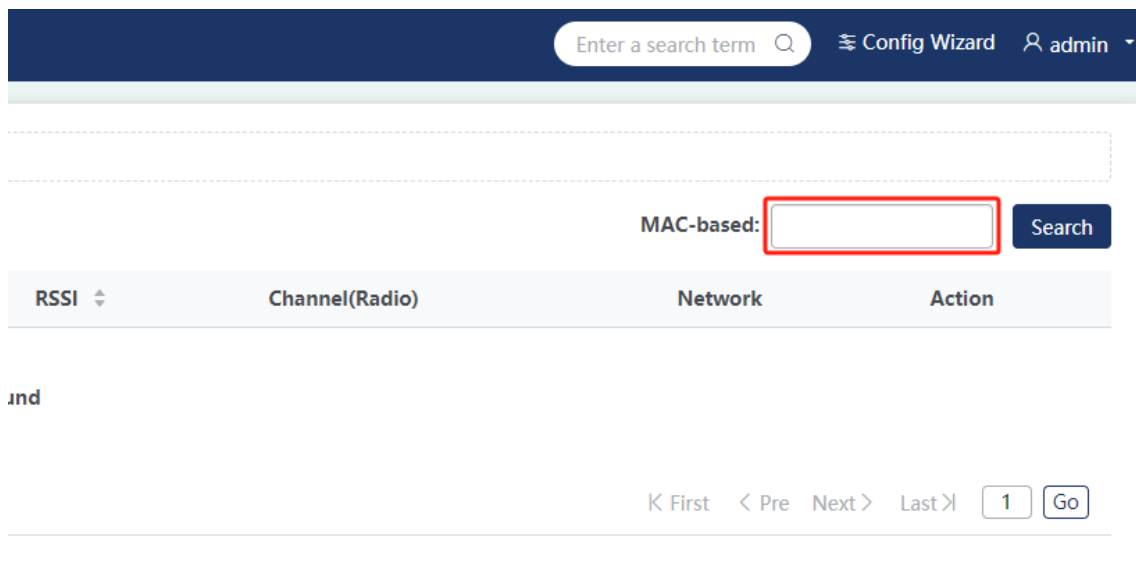 Enter a search term Config Wizard admin
MAC-based: Search
RSSI Channel(Radio) Network Action
und
First Pre Next Last 1 Go